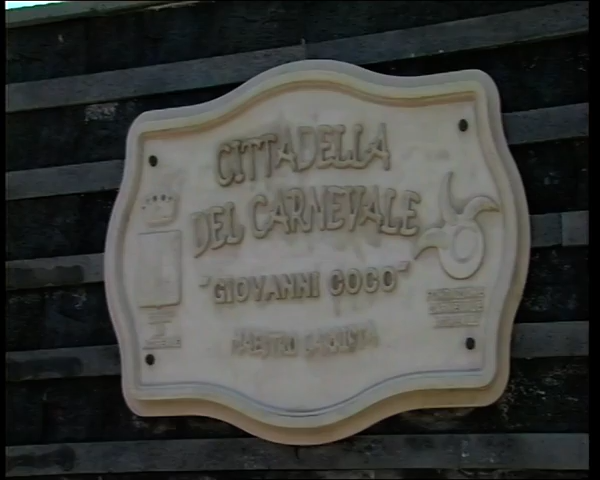 CITTADELLA
DEL CARNEVALE
"GIOVANNI COCO"
MAESTRO CARRISTA